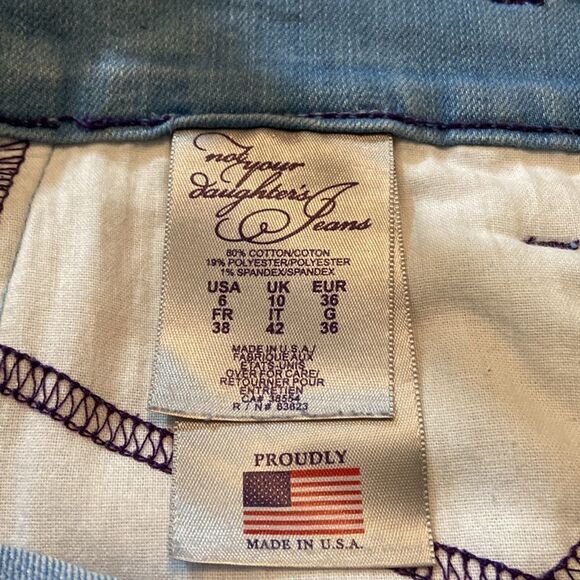 not your
daughter's
Jeans
80% COTTON/COTON
19% POLYESTER/POLYESTER
1% SPANDEX/SPANDEX
USA UK EUR
6 10 36
FR IT G
38 42 36
MADE IN U.S.A./
FABRIQUE AUX
ETATS-UNIS
OVER FOR CARE/
RETOURNER POUR
ENTRETIEN
CA# 38554
R / N# 83823
PROUDLY
MADE IN U.S.A.